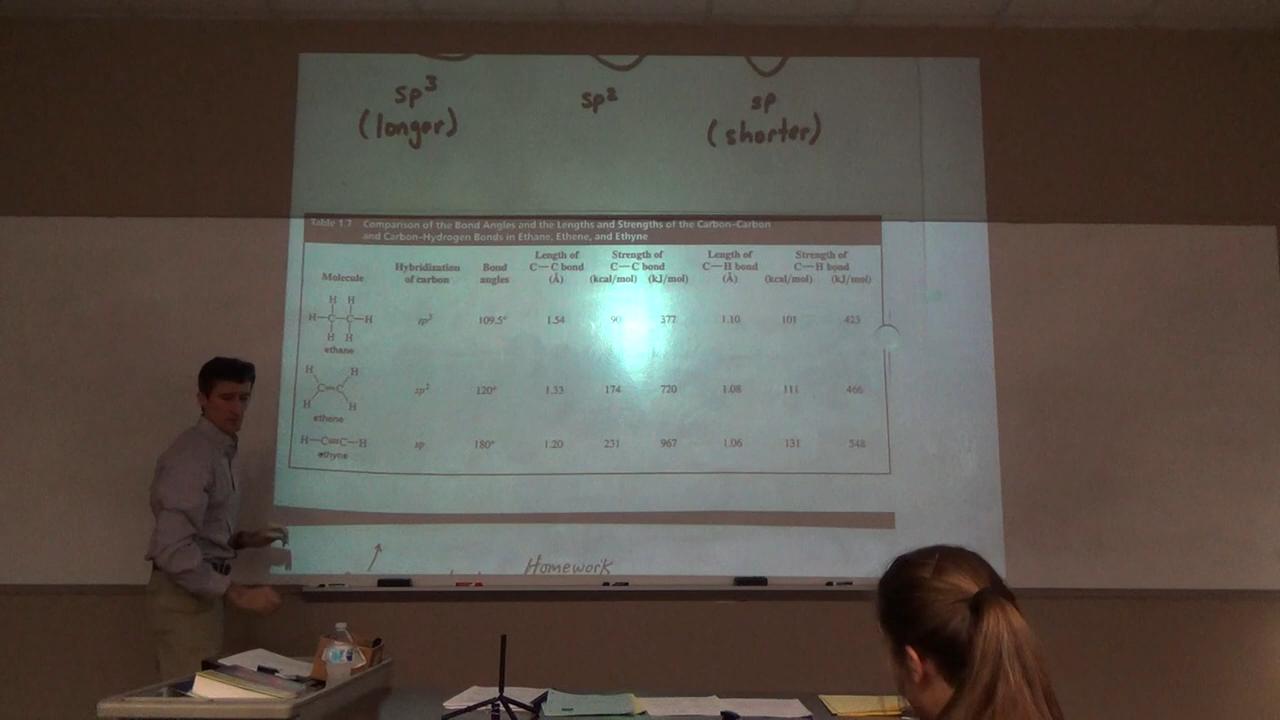 sp³ sp² sp
(longer) (shorter)
Table 1.7 Comparison of the Bond Angles and the Lengths and Strengths of the Carbon–Carbon
and Carbon–Hydrogen Bonds in Ethane, Ethene, and Ethyne
Length of Strength of Length of Strength of
Hybridization Bond C—C bond C—C bond C—H bond C—H bond
Molecule of carbon angles (Å) (kcal/mol) (kJ/mol) (Å) (kcal/mol) (kJ/mol)
H H
H—C—C—H sp³ 109.5° 1.54 90 377 1.10 101 423
H H
ethane
H H
C=C sp² 120° 1.33 174 720 1.08 111 466
H H
ethene
H—C≡C—H sp 180° 1.20 231 967 1.06 131 548
ethyne
Homework